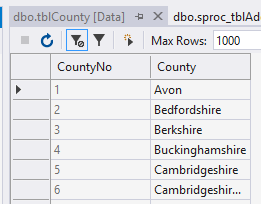 dbo.tblCounty [Data] dbo.sproc_tblAd
Max Rows: 1000
CountyNo County
1 Avon
2 Bedfordshire
3 Berkshire
4 Buckinghamshire
5 Cambridgeshire
6 Cambridgeshir...